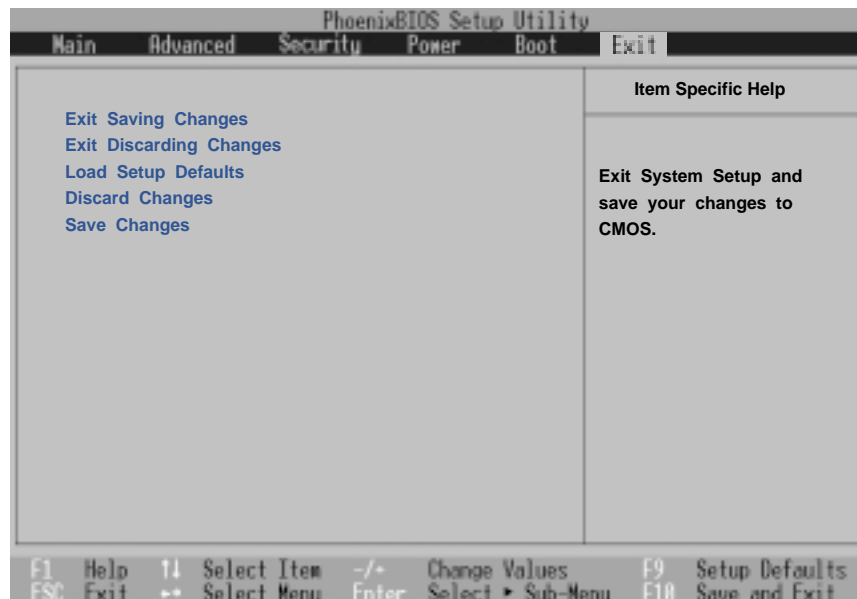 PhoenixBIOS Setup Utility
Main Advanced Security Power Boot Exit
Item Specific Help
Exit Saving Changes
Exit Discarding Changes
Load Setup Defaults
Discard Changes
Save Changes
Exit System Setup and
save your changes to
CMOS.
F1 Help ↑↓ Select Item -/+ Change Values F9 Setup Defaults
ESC Exit ←→ Select Menu Enter Select ▶ Sub-Menu F10 Save and Exit